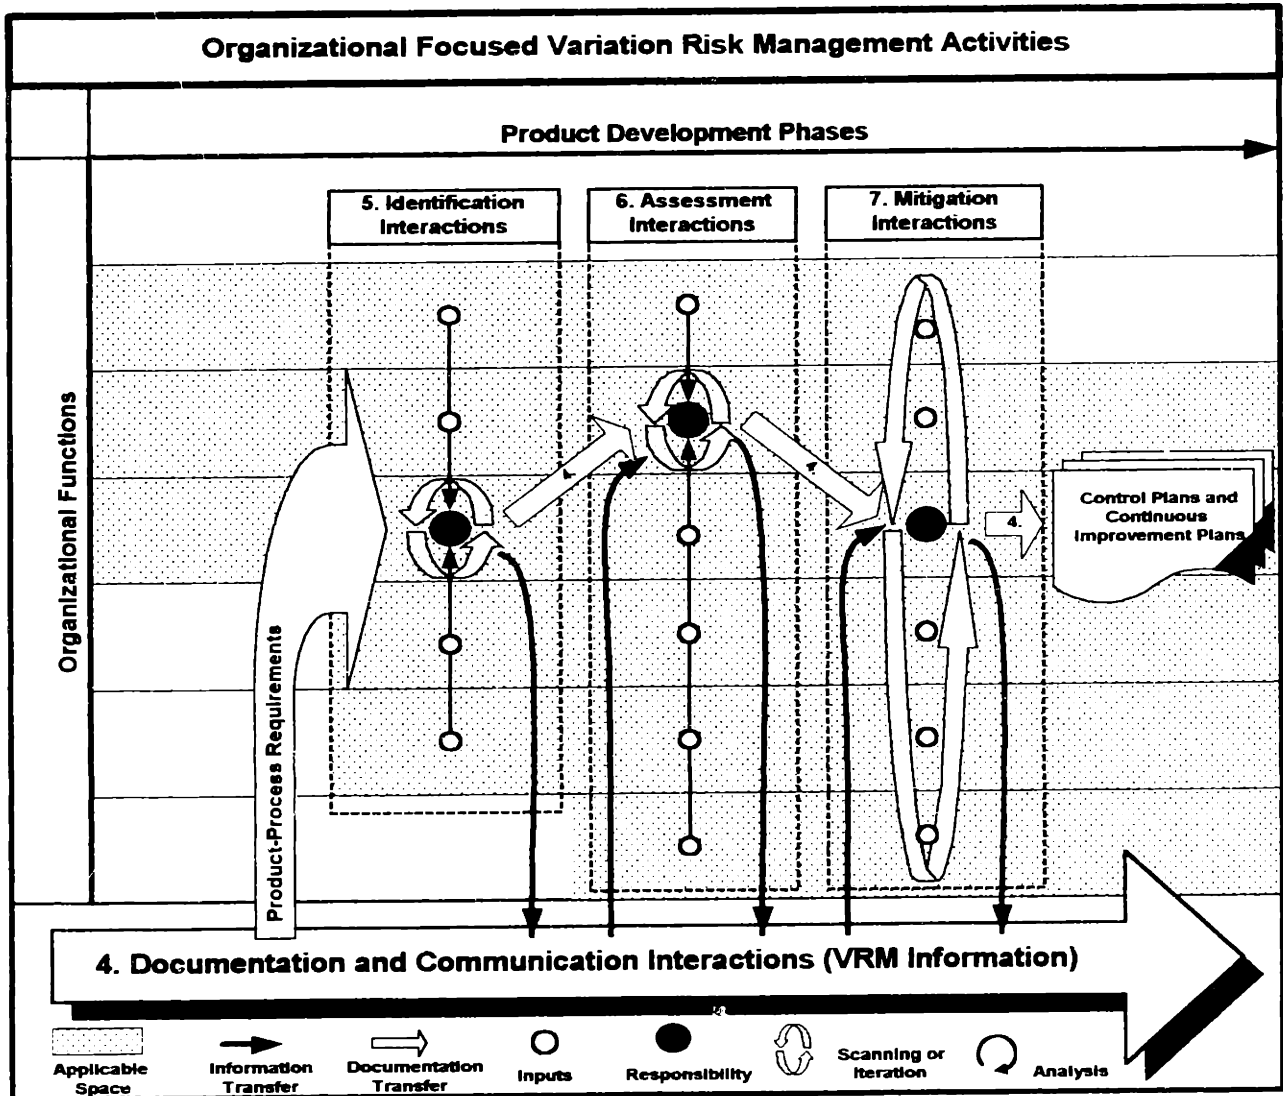 Organizational Focused Variation Risk Management Activities
Product Development Phases
5. Identification
Interactions
6. Assessment
Interactions
7. Mitigation
Interactions
Organizational Functions
Product-Process Requirements
4.
4.
4.
Control Plans and
Continuous
Improvement Plans
4. Documentation and Communication Interactions (VRM Information)
Applicable
Space
Information
Transfer
Documentation
Transfer
Inputs
Responsibility
Scanning or
Iteration
Analysis